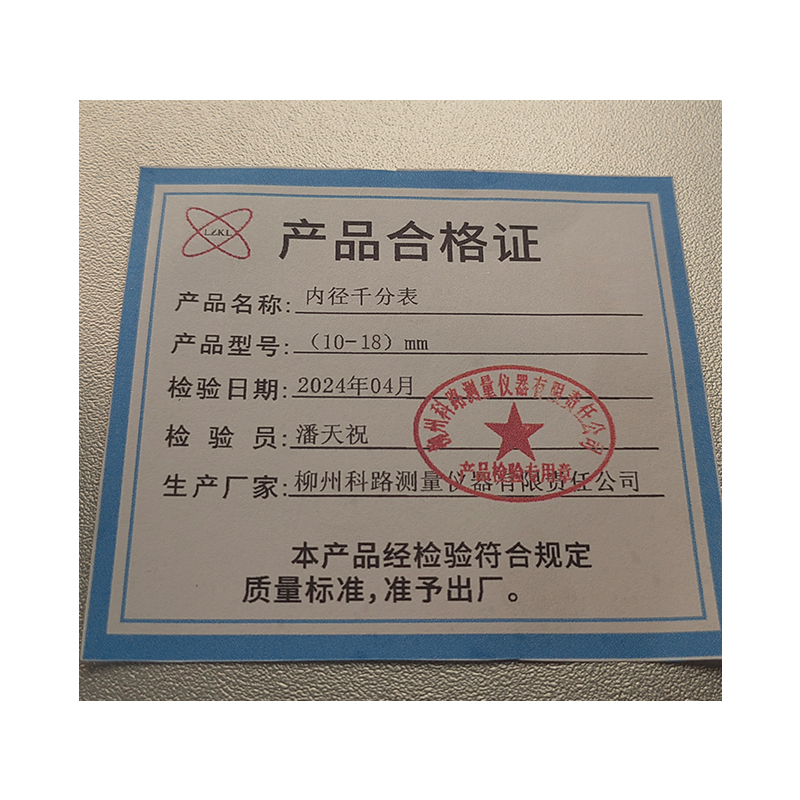 LZKL
产品合格证
产品名称: 内径千分表
产品型号: （10-18）mm
检验日期: 2024年04月
检 验 员: 潘天祝
生产厂家: 柳州科路测量仪器有限责任公司
柳州科路测量仪器有限责任公司
产品检验专用章
本产品经检验符合规定
质量标准,准予出厂。